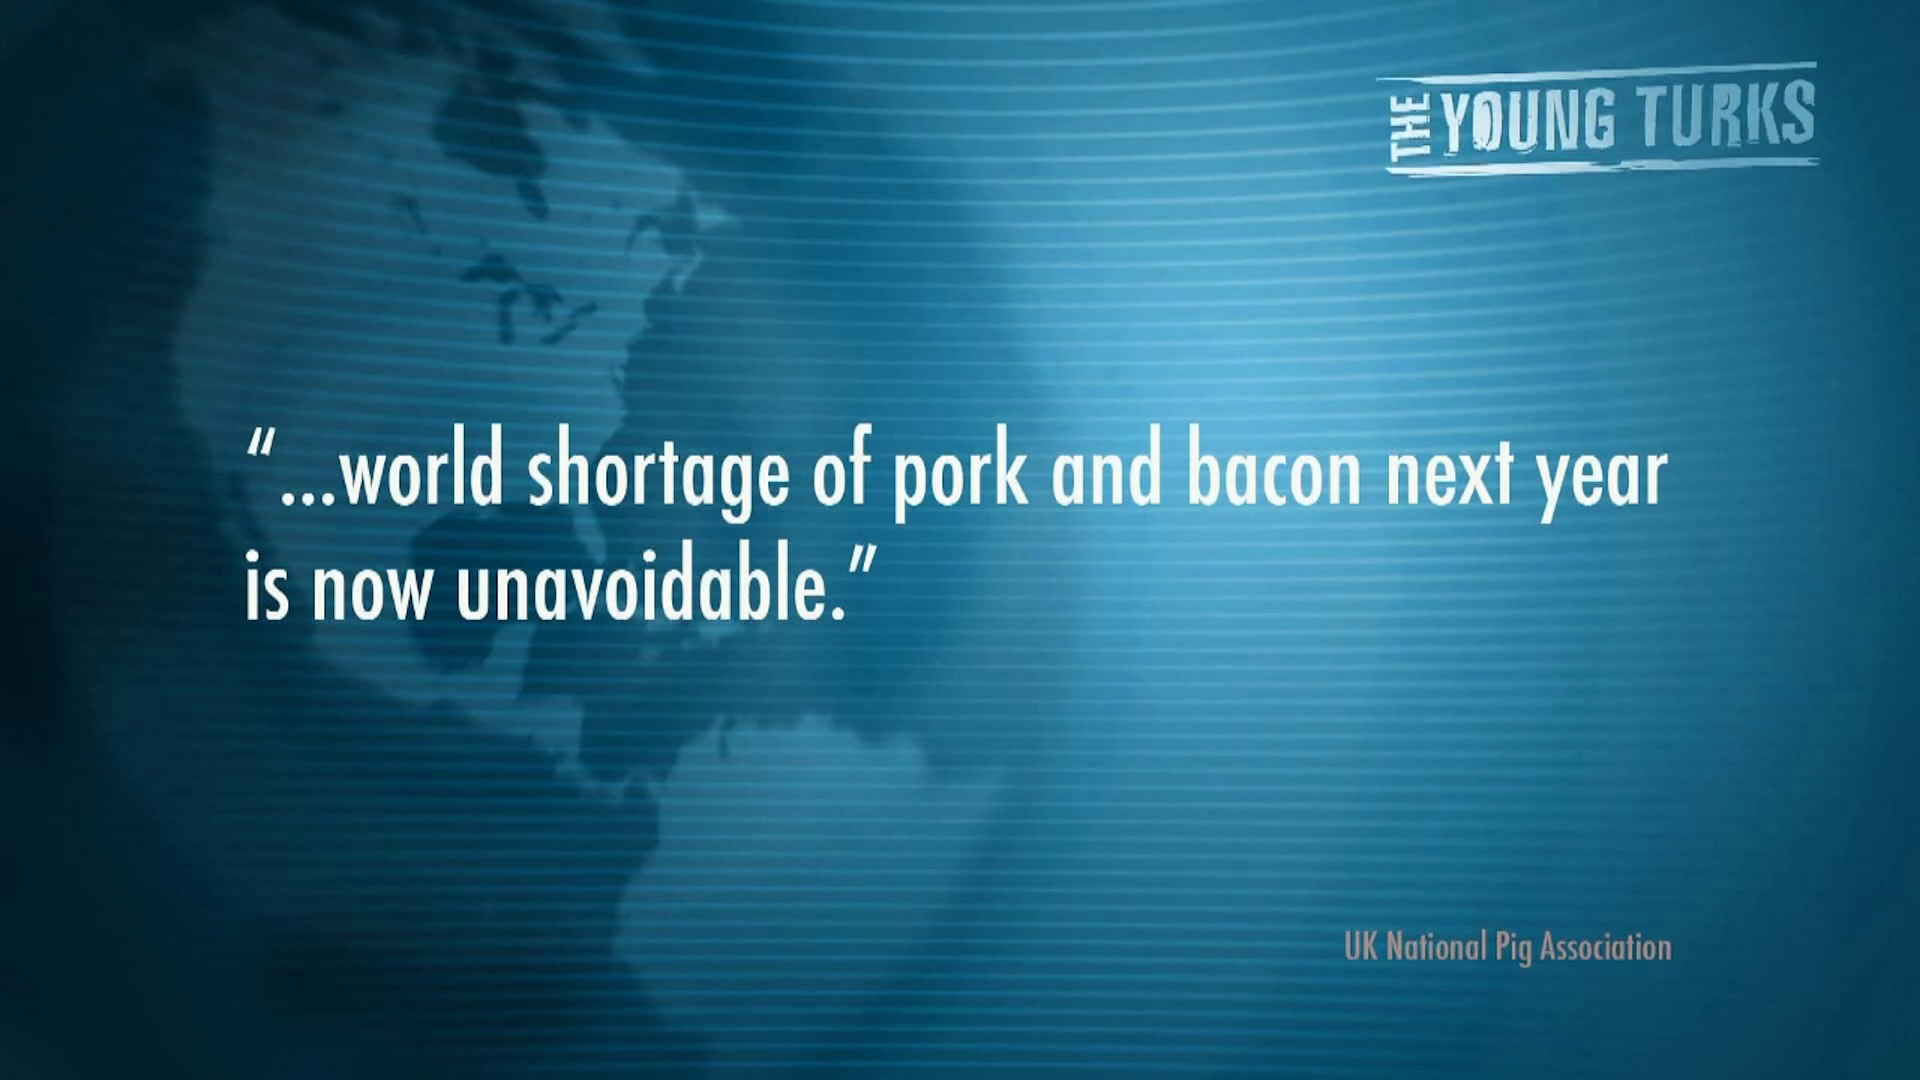 THE YOUNG TURKS
“...world shortage of pork and bacon next year
is now unavoidable.”
UK National Pig Association